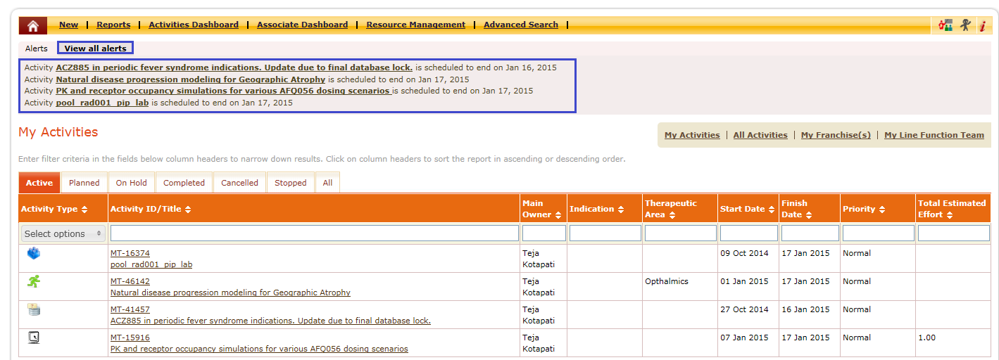 New | Reports | Activities Dashboard | Associate Dashboard | Resource Management | Advanced Search |
Alerts View all alerts
Activity ACZ885 in periodic fever syndrome indications. Update due to final database lock. is scheduled to end on Jan 16, 2015
Activity Natural disease progression modeling for Geographic Atrophy is scheduled to end on Jan 17, 2015
Activity PK and receptor occupancy simulations for various AFQ056 dosing scenarios is scheduled to end on Jan 17, 2015
Activity pool_rad001_pip_lab is scheduled to end on Jan 17, 2015
My Activities
My Activities | All Activities | My Franchise(s) | My Line Function Team
Enter filter criteria in the fields below column headers to narrow down results. Click on column headers to sort the report in ascending or descending order.
Active Planned On Hold Completed Cancelled Stopped All
Activity Type Activity ID/Title Main Owner Indication Therapeutic Area Start Date Finish Date Priority Total Estimated Effort
Select options
MT-16374 Teja Kotapati 09 Oct 2014 17 Jan 2015 Normal
pool_rad001_pip_lab
MT-46142 Teja Kotapati Opthalmics 01 Jan 2015 17 Jan 2015 Normal
Natural disease progression modeling for Geographic Atrophy
MT-41457 Teja Kotapati 27 Oct 2014 16 Jan 2015 Normal
ACZ885 in periodic fever syndrome indications. Update due to final database lock.
MT-15916 Teja Kotapati 07 Jan 2015 17 Jan 2015 Normal 1.00
PK and receptor occupancy simulations for various AFQ056 dosing scenarios